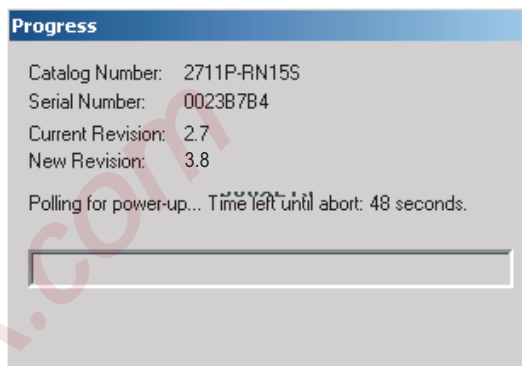 Progress
Catalog Number: 2711P-RN15S
Serial Number: 0023B7B4
Current Revision: 2.7
New Revision: 3.8
Polling for power-up... Time left until abort: 48 seconds.